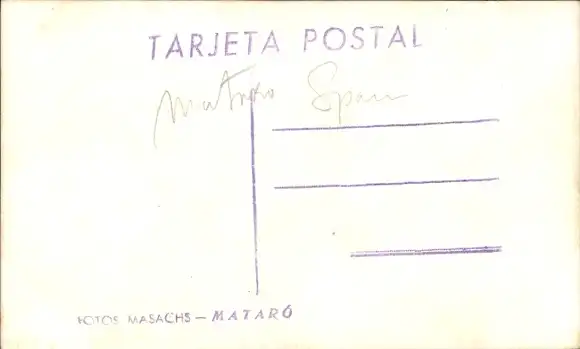 TARJETA POSTAL
Mataro Spain
FOTOS MASACHS — MATARÓ